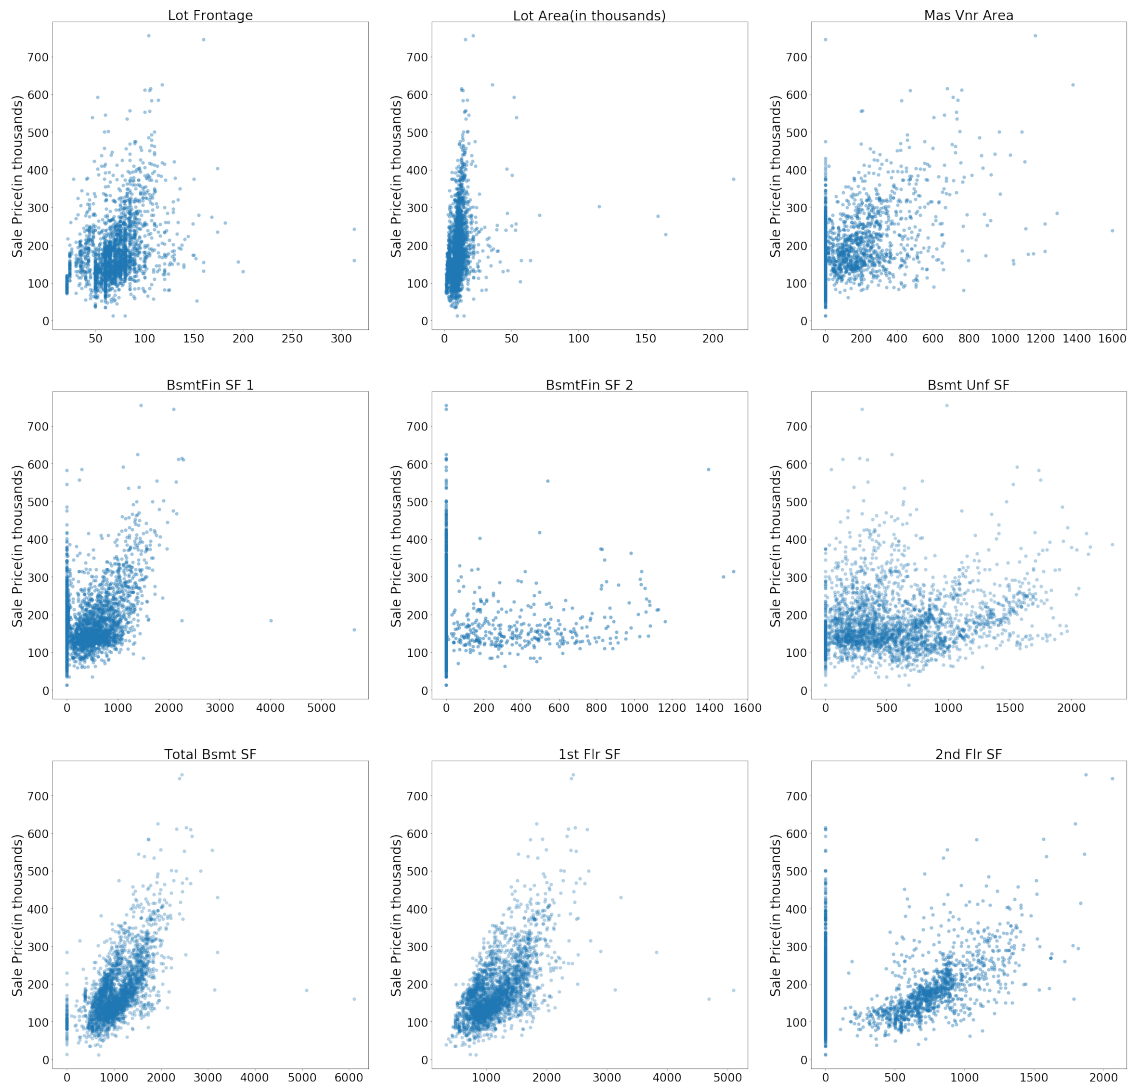 Lot Frontage
Sale Price(in thousands)
700
600
500
400
300
200
100
0
50 100 150 200 250 300
Lot Area(in thousands)
Sale Price(in thousands)
700
600
500
400
300
200
100
0
0 50 100 150 200
Mas Vnr Area
Sale Price(in thousands)
700
600
500
400
300
200
100
0
0 200 400 600 800 1000 1200 1400 1600
BsmtFin SF 1
Sale Price(in thousands)
700
600
500
400
300
200
100
0
0 1000 2000 3000 4000 5000
BsmtFin SF 2
Sale Price(in thousands)
700
600
500
400
300
200
100
0
0 200 400 600 800 1000 1200 1400 1600
Bsmt Unf SF
Sale Price(in thousands)
700
600
500
400
300
200
100
0
0 500 1000 1500 2000
Total Bsmt SF
Sale Price(in thousands)
700
600
500
400
300
200
100
0
0 1000 2000 3000 4000 5000 6000
1st Flr SF
Sale Price(in thousands)
700
600
500
400
300
200
100
0
1000 2000 3000 4000 5000
2nd Flr SF
Sale Price(in thousands)
700
600
500
400
300
200
100
0
0 500 1000 1500 2000